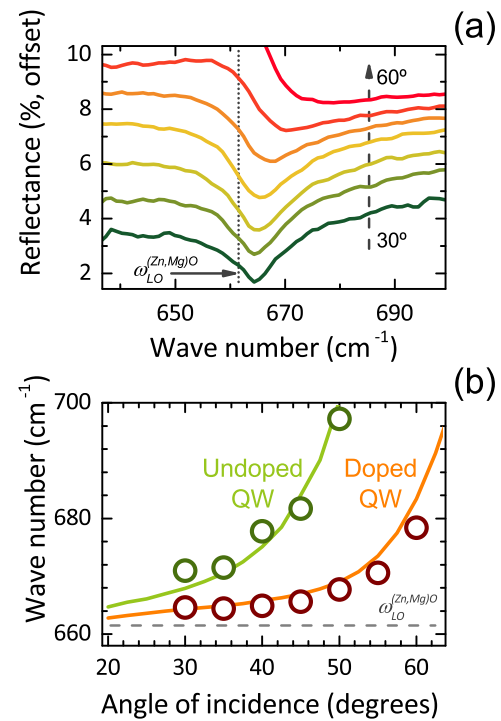 (a)
Reflectance (%, offset)
10
8
6
4
2
60º
30º
ω_LO^(Zn,Mg)O
650 670 690
Wave number (cm⁻¹)
(b)
Wave number (cm⁻¹)
700
680
660
Undoped
QW
Doped
QW
ω_LO^(Zn,Mg)O
20 30 40 50 60
Angle of incidence (degrees)